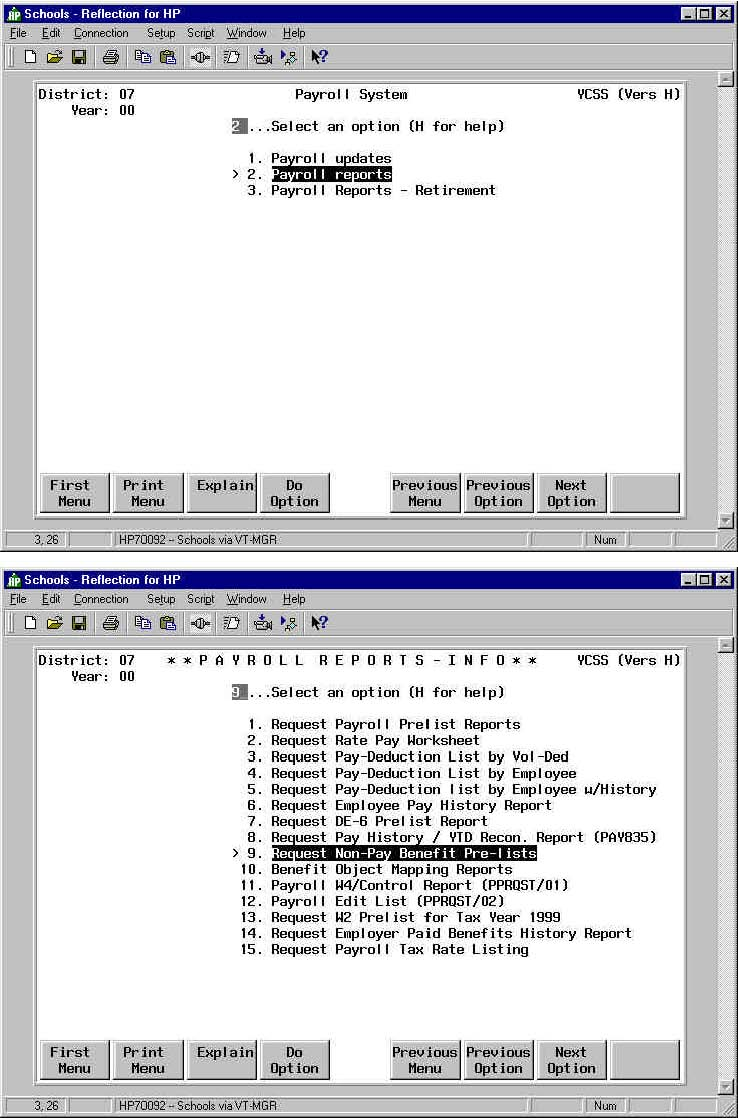 Schools - Reflection for HP
File Edit Connection Setup Script Window Help
District: 07 Payroll System YCSS (Vers H)
Year: 00
2 ...Select an option (H for help)
1. Payroll updates
> 2. Payroll reports
3. Payroll Reports - Retirement
First Menu Print Menu Explain Do Option Previous Menu Previous Option Next Option
3, 26 HP70092 -- Schools via VT-MGR Num
Schools - Reflection for HP
File Edit Connection Setup Script Window Help
District: 07 * * P A Y R O L L R E P O R T S - I N F O * * YCSS (Vers H)
Year: 00
9 ...Select an option (H for help)
1. Request Payroll Prelist Reports
2. Request Rate Pay Worksheet
3. Request Pay-Deduction List by Vol-Ded
4. Request Pay-Deduction List by Employee
5. Request Pay-Deduction list by Employee w/History
6. Request Employee Pay History Report
7. Request DE-6 Prelist Report
8. Request Pay History / YTD Recon. Report (PAY835)
> 9. Request Non-Pay Benefit Pre-lists
10. Benefit Object Mapping Reports
11. Payroll W4/Control Report (PPRQST/01)
12. Payroll Edit List (PPRQST/02)
13. Request W2 Prelist for Tax Year 1999
14. Request Employer Paid Benefits History Report
15. Request Payroll Tax Rate Listing
First Menu Print Menu Explain Do Option Previous Menu Previous Option Next Option
3, 26 HP70092 -- Schools via VT-MGR Num